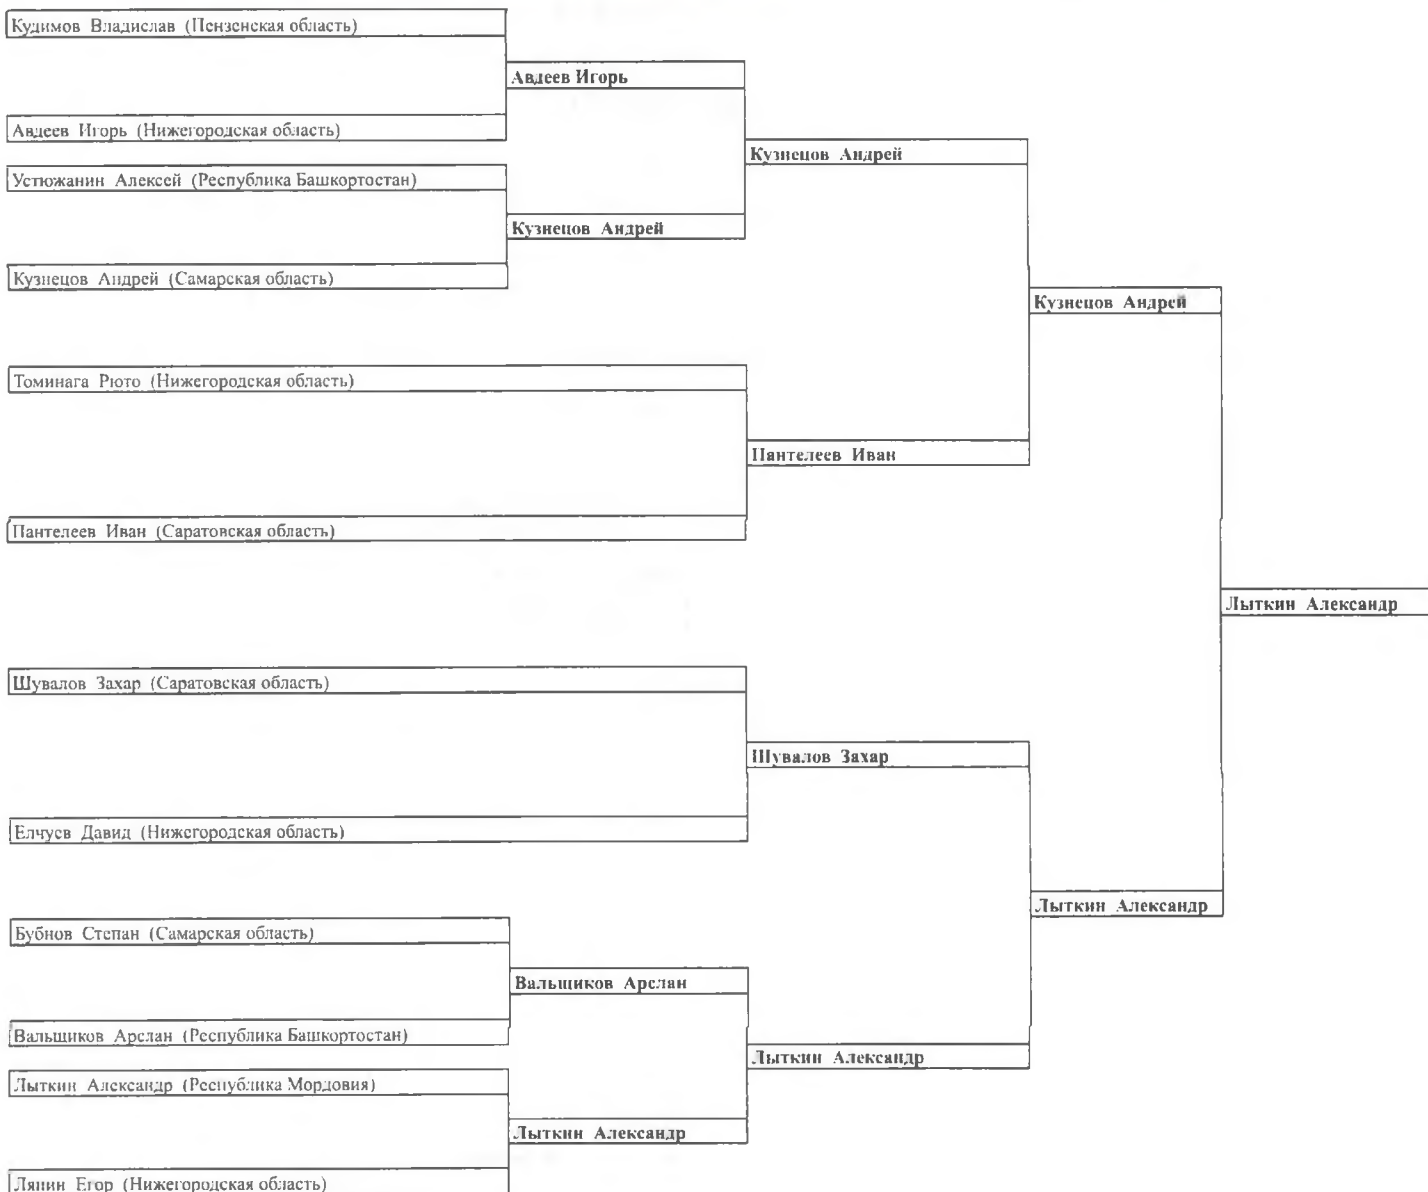 Кудимов Владислав (Пензенская область)
Авдеев Игорь
Авдеев Игорь (Нижегородская область)
Кузнецов Андрей
Устюжанин Алексей (Республика Башкортостан)
Кузнецов Андрей
Кузнецов Андрей (Самарская область)
Кузнецов Андрей
Томинага Рюто (Нижегородская область)
Пантелеев Иван
Пантелеев Иван (Саратовская область)
Лыткин Александр
Шувалов Захар (Саратовская область)
Шувалов Захар
Елчуев Давид (Нижегородская область)
Лыткин Александр
Бубнов Степан (Самарская область)
Вальщиков Арслан
Вальщиков Арслан (Республика Башкортостан)
Лыткин Александр
Лыткин Александр (Республика Мордовия)
Лыткин Александр
Ляпин Егор (Нижегородская область)